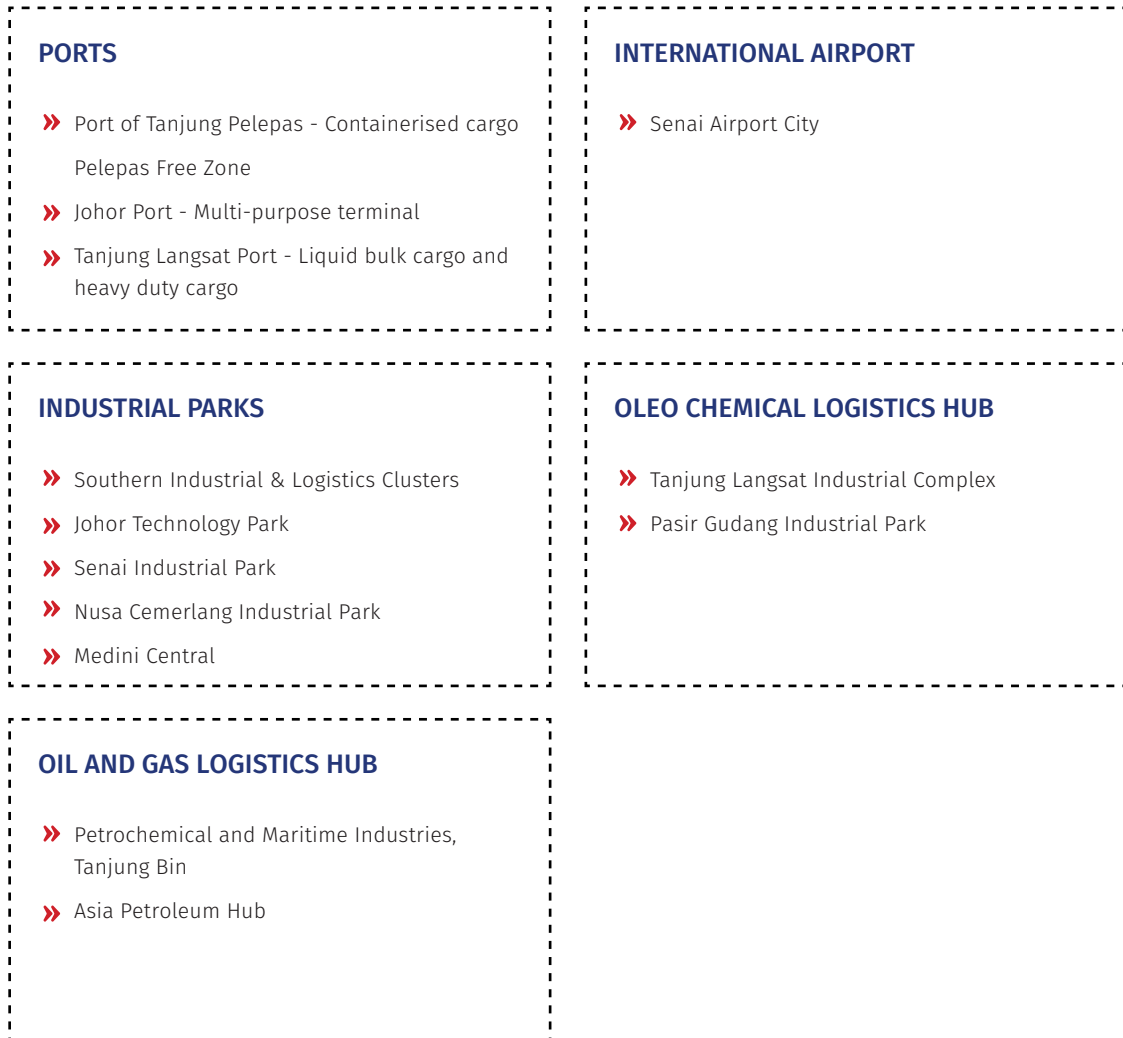 PORTS
» Port of Tanjung Pelepas - Containerised cargo
Pelepas Free Zone
» Johor Port - Multi-purpose terminal
» Tanjung Langsat Port - Liquid bulk cargo and
heavy duty cargo
INTERNATIONAL AIRPORT
» Senai Airport City
INDUSTRIAL PARKS
» Southern Industrial & Logistics Clusters
» Johor Technology Park
» Senai Industrial Park
» Nusa Cemerlang Industrial Park
» Medini Central
OLEO CHEMICAL LOGISTICS HUB
» Tanjung Langsat Industrial Complex
» Pasir Gudang Industrial Park
OIL AND GAS LOGISTICS HUB
» Petrochemical and Maritime Industries,
Tanjung Bin
» Asia Petroleum Hub